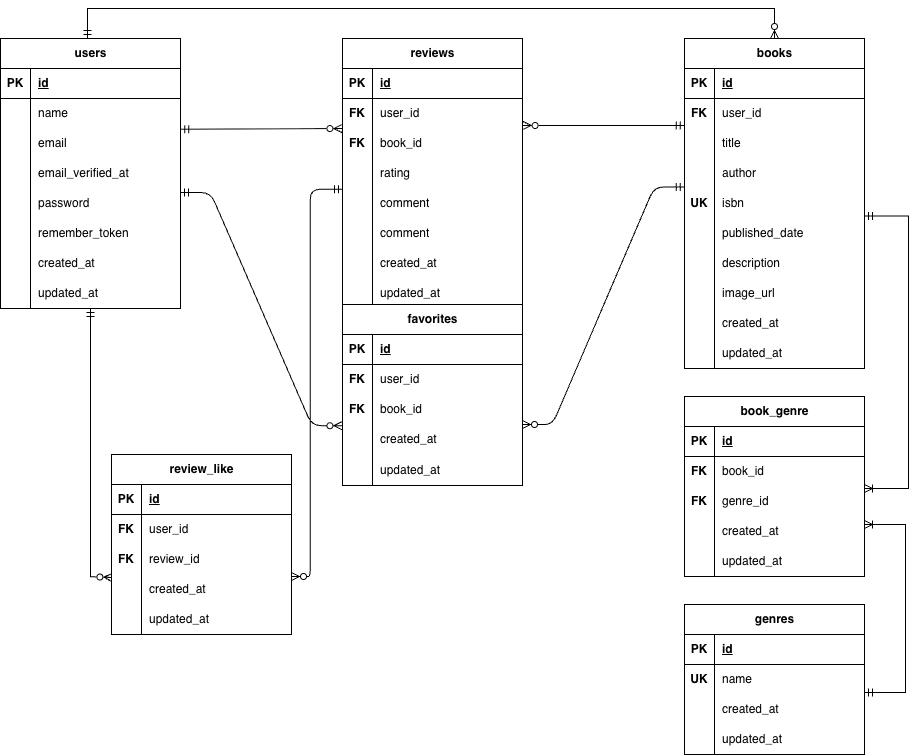 users
PK id
name
email
email_verified_at
password
remember_token
created_at
updated_at
reviews
PK id
FK user_id
FK book_id
rating
comment
comment
created_at
updated_at
favorites
PK id
FK user_id
FK book_id
created_at
updated_at
books
PK id
FK user_id
title
author
UK isbn
published_date
description
image_url
created_at
updated_at
review_like
PK id
FK user_id
FK review_id
created_at
updated_at
book_genre
PK id
FK book_id
FK genre_id
created_at
updated_at
genres
PK id
UK name
created_at
updated_at